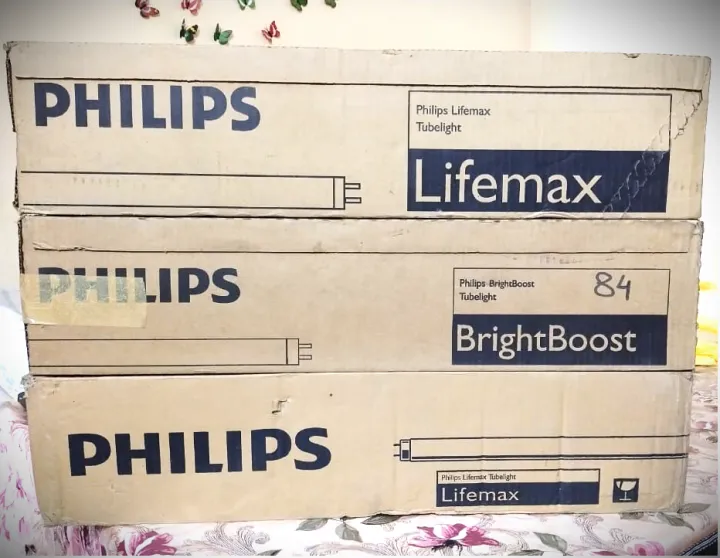 PHILIPS
Philips Lifemax
Tubelight
Lifemax
PHILIPS
Philips BrightBoost
Tubelight
84
BrightBoost
PHILIPS
Philips Lifemax Tubelight
Lifemax